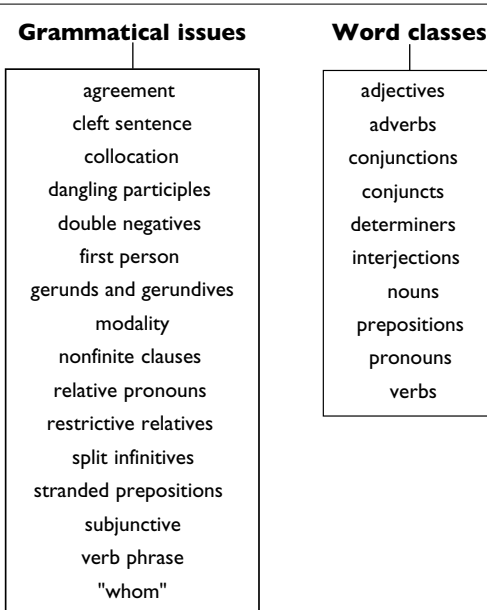 Grammatical issues
agreement
cleft sentence
collocation
dangling participles
double negatives
first person
gerunds and gerundives
modality
nonfinite clauses
relative pronouns
restrictive relatives
split infinitives
stranded prepositions
subjunctive
verb phrase
"whom"
Word classes
adjectives
adverbs
conjunctions
conjuncts
determiners
interjections
nouns
prepositions
pronouns
verbs